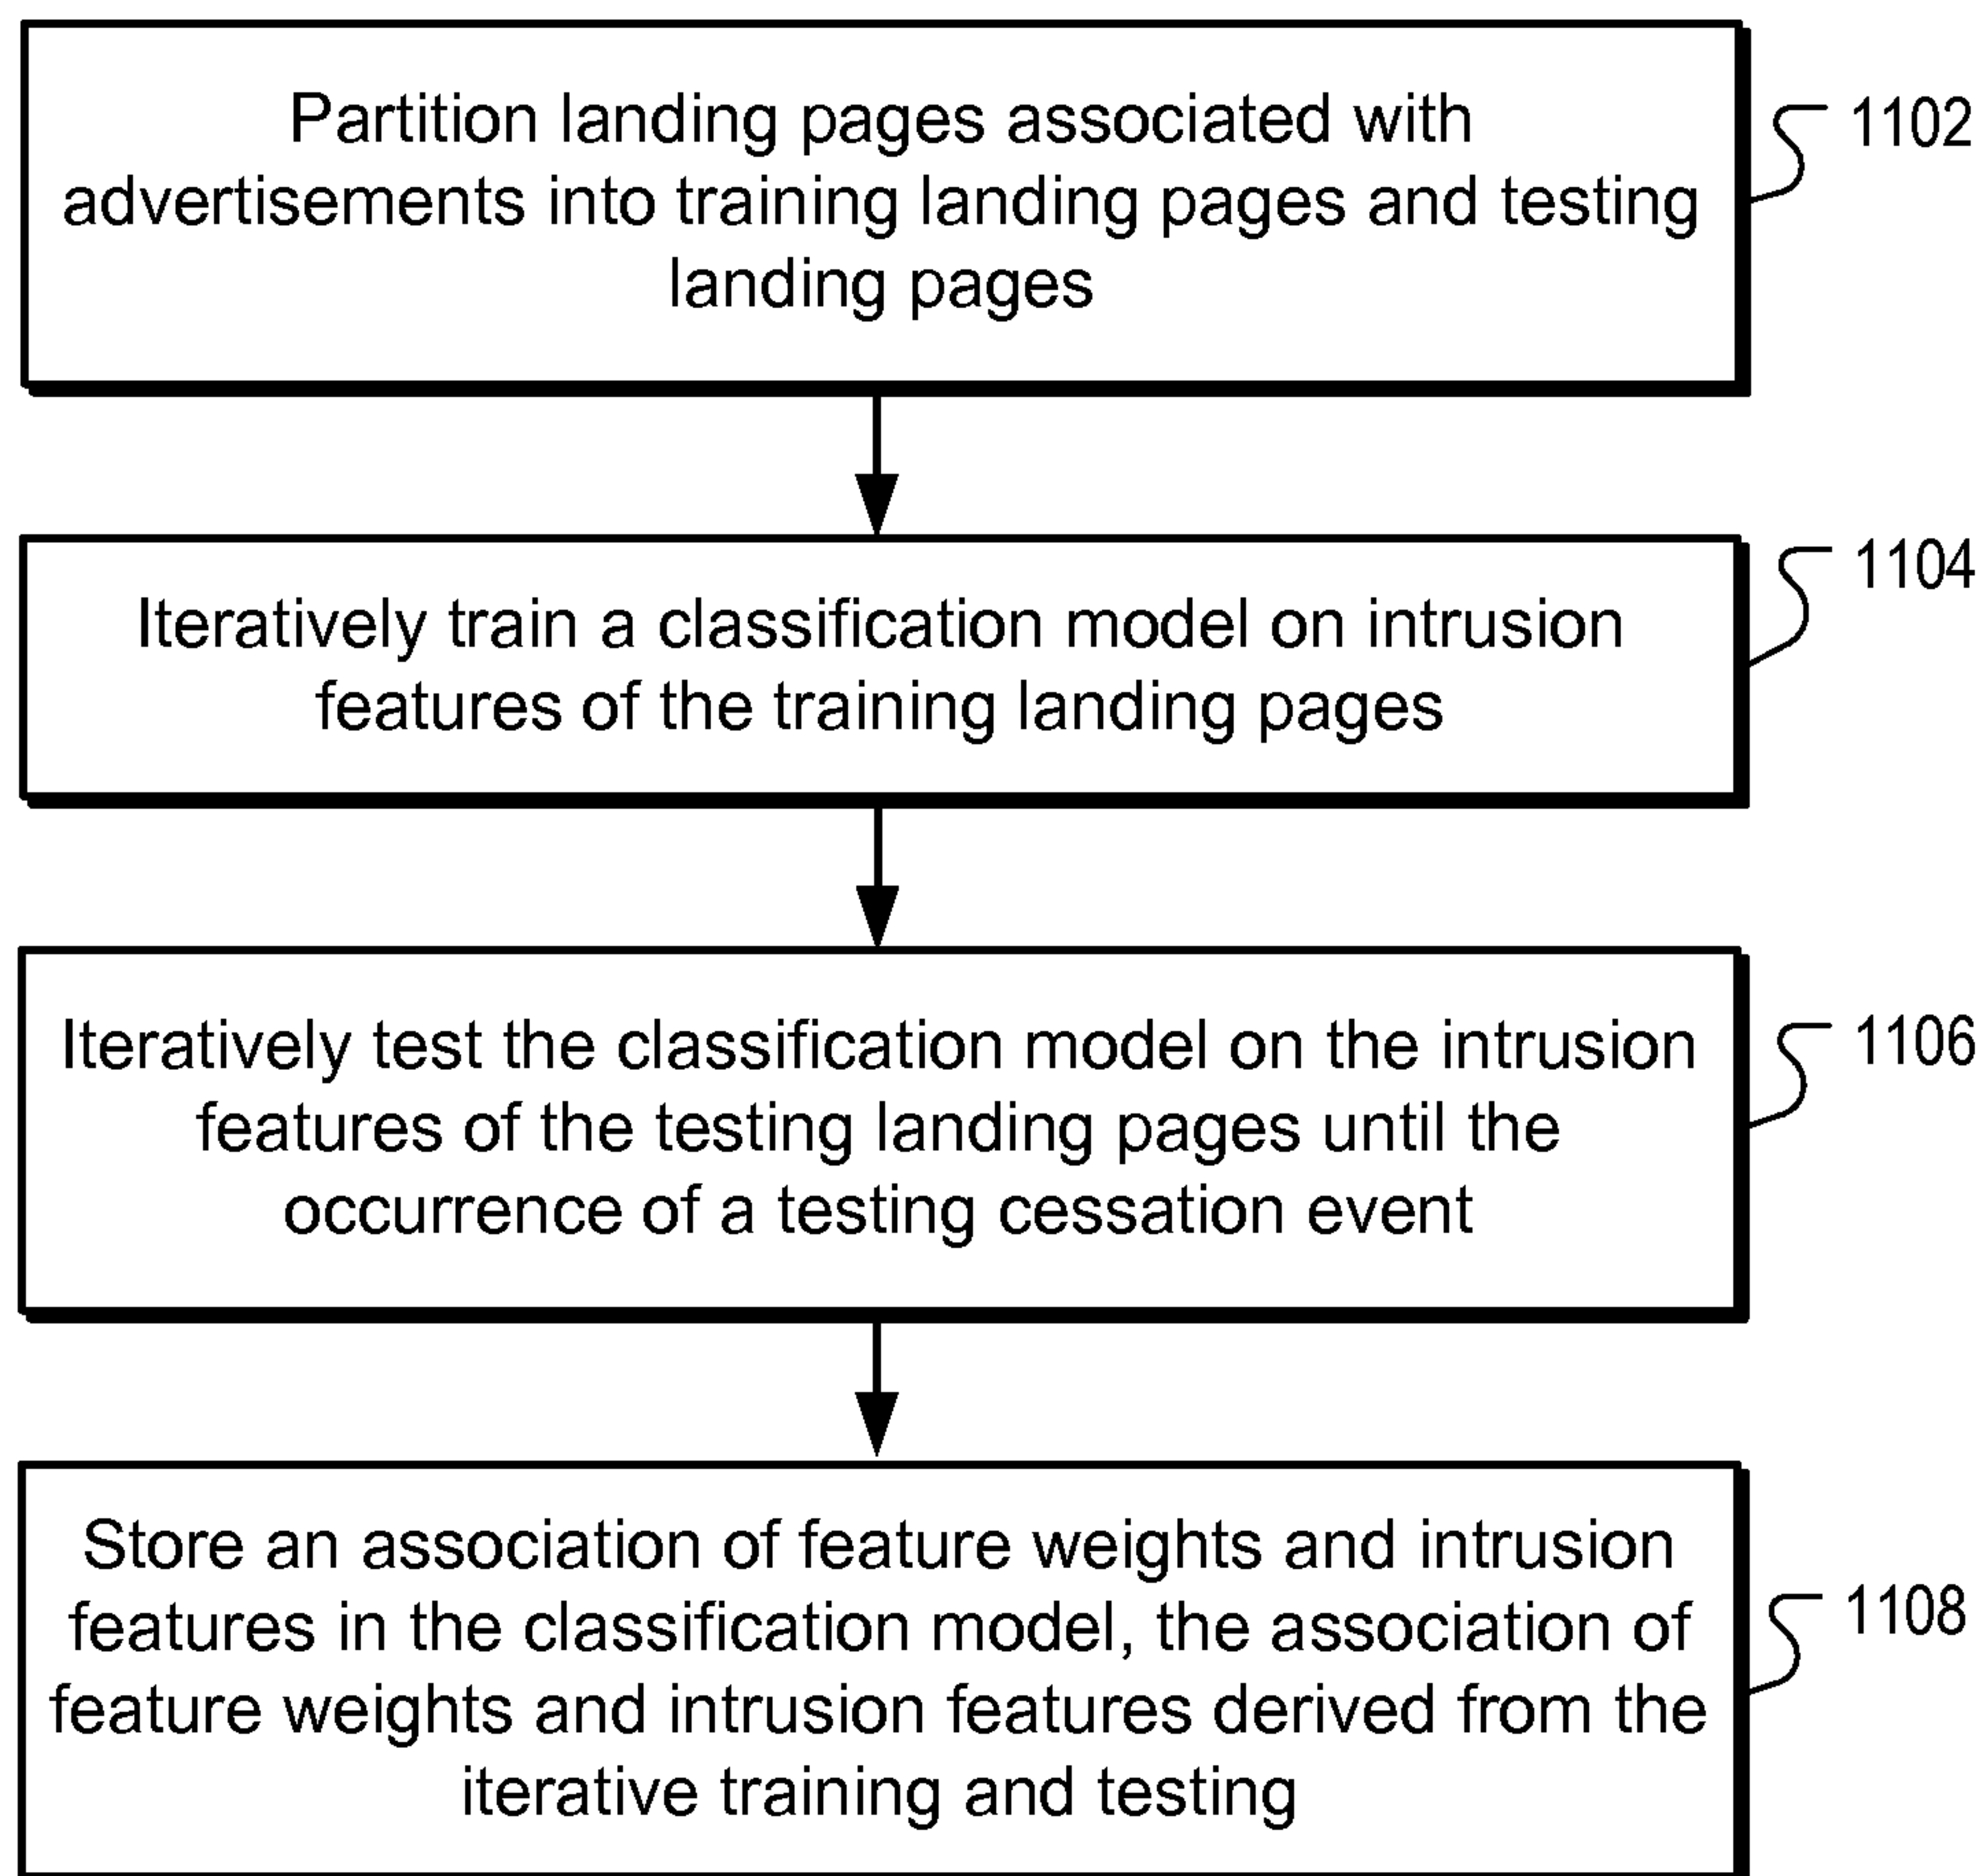 Partition landing pages associated with
advertisements into training landing pages and testing
landing pages
1102
Iteratively train a classification model on intrusion
features of the training landing pages
1104
Iteratively test the classification model on the intrusion
features of the testing landing pages until the
occurrence of a testing cessation event
1106
Store an association of feature weights and intrusion
features in the classification model, the association of
feature weights and intrusion features derived from the
iterative training and testing
1108